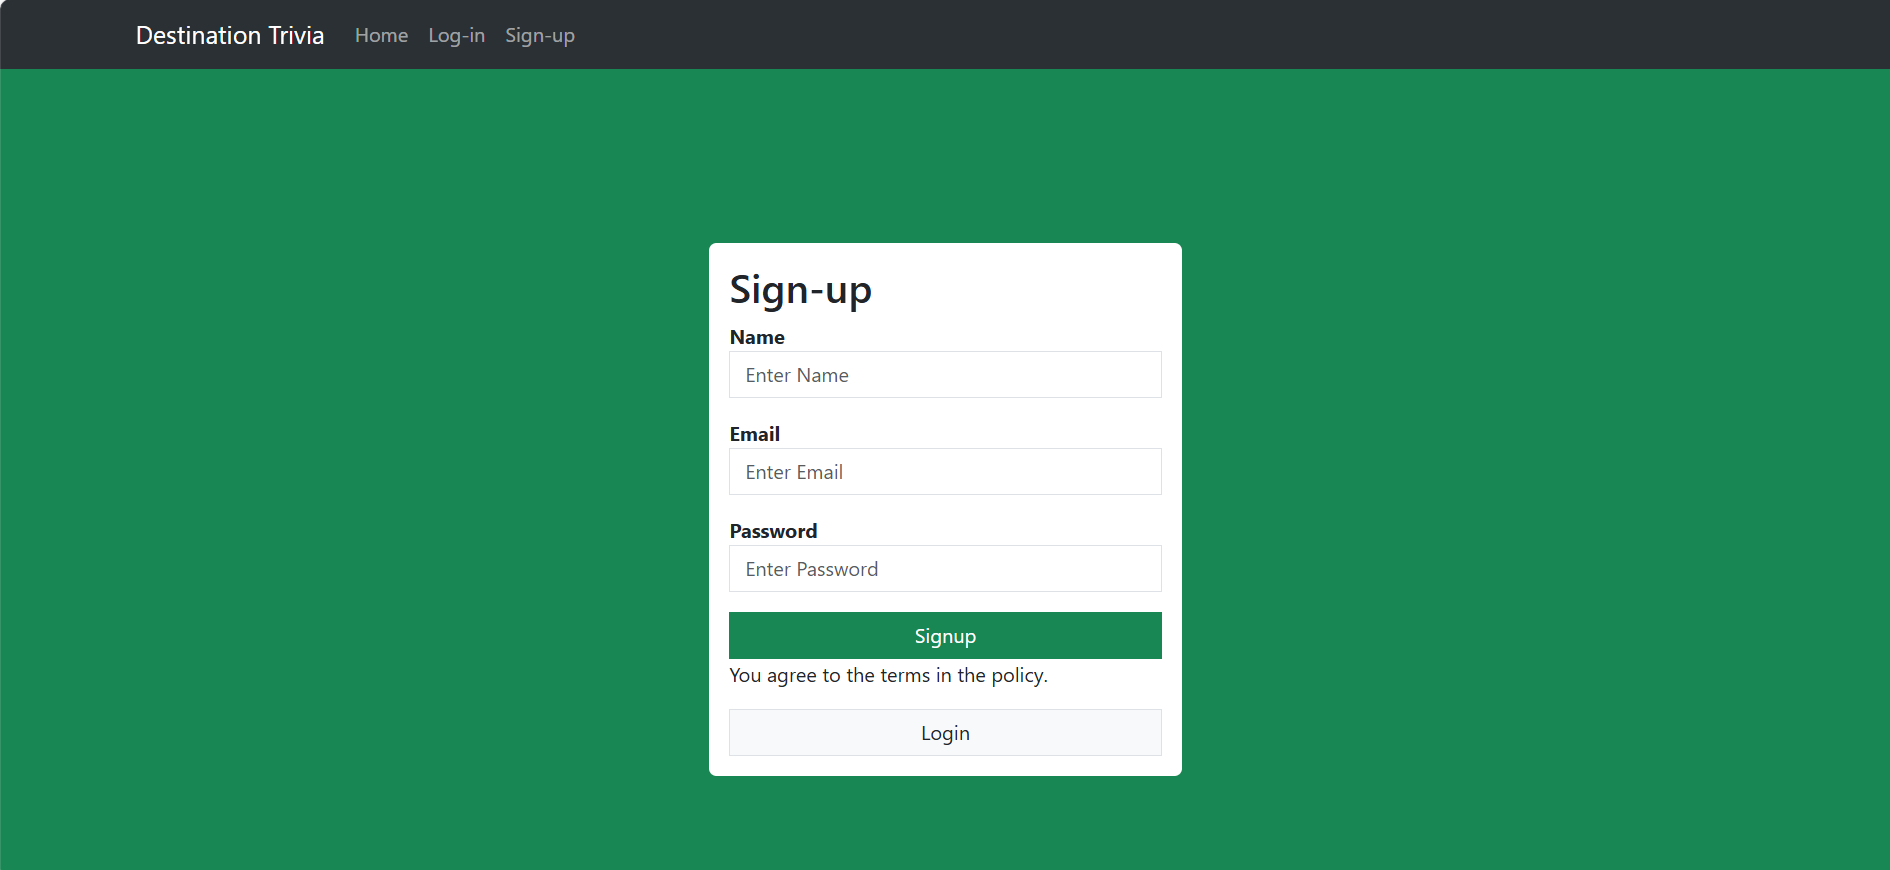 Destination Trivia Home Log-in Sign-up
Sign-up
Name
Enter Name
Email
Enter Email
Password
Enter Password
Signup
You agree to the terms in the policy.
Login